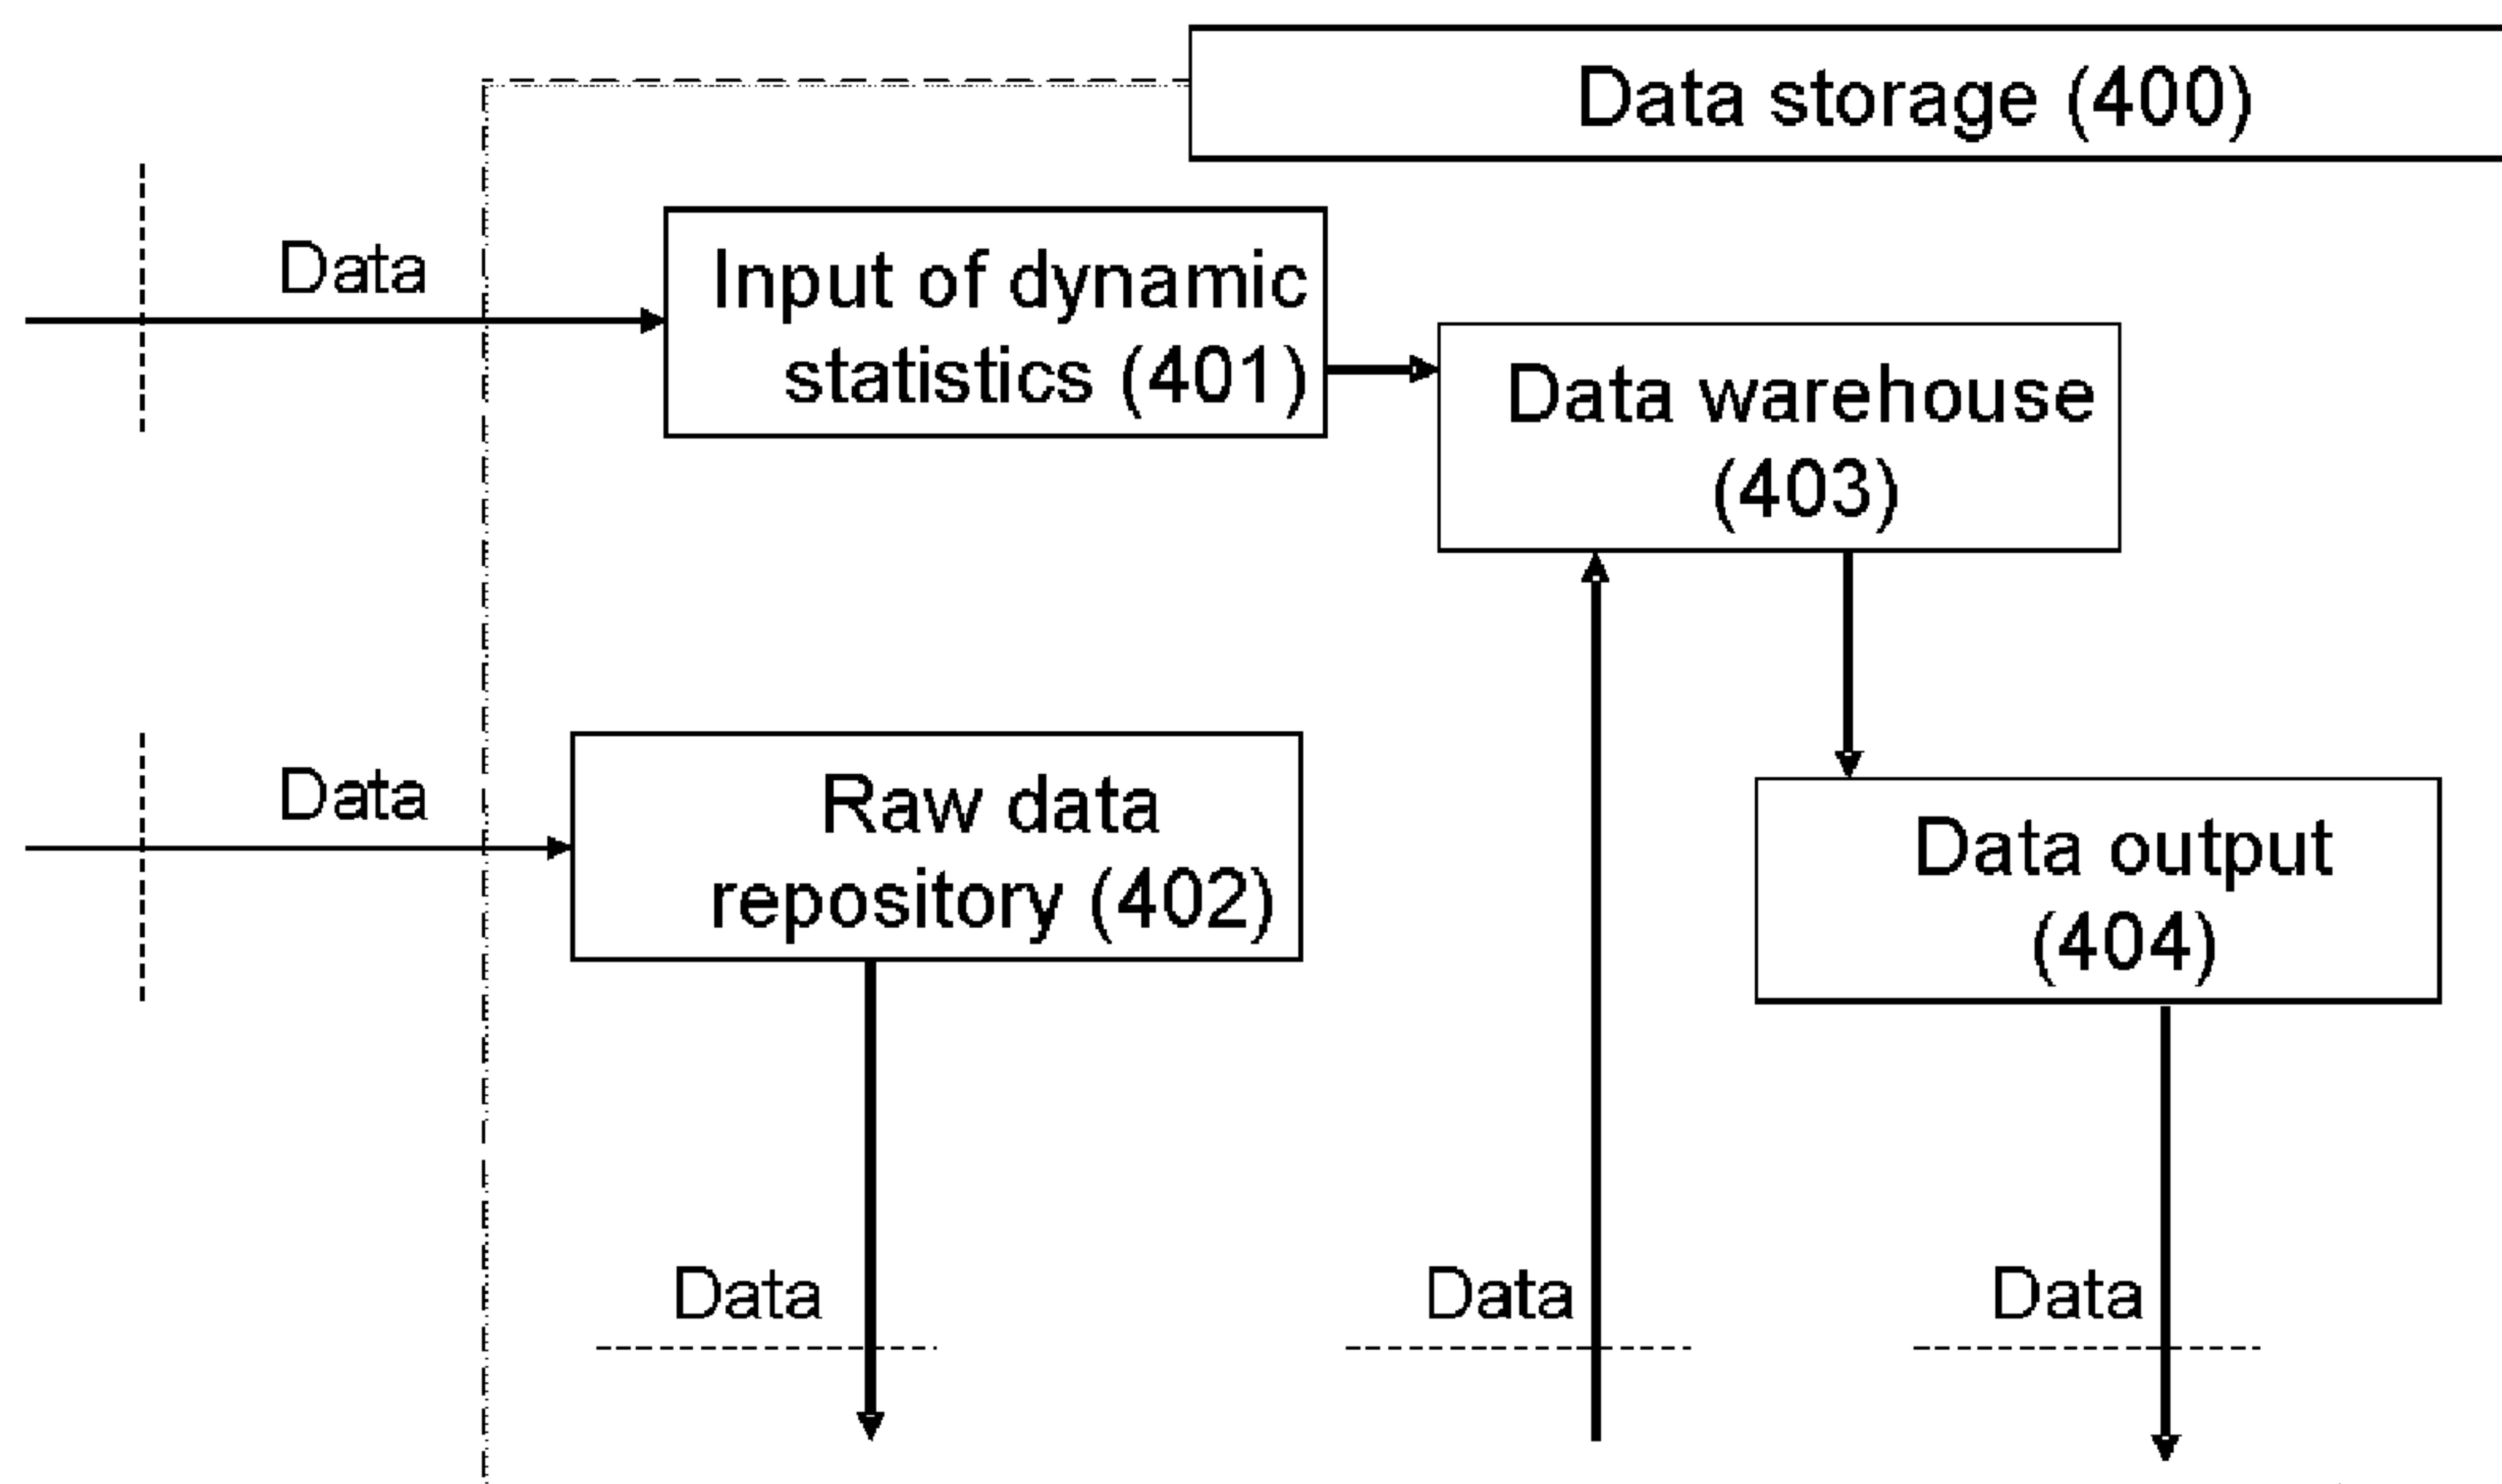 Data storage (400)
Data
Input of dynamic
statistics (401)
Data warehouse
(403)
Data
Raw data
repository (402)
Data output
(404)
Data
Data
Data